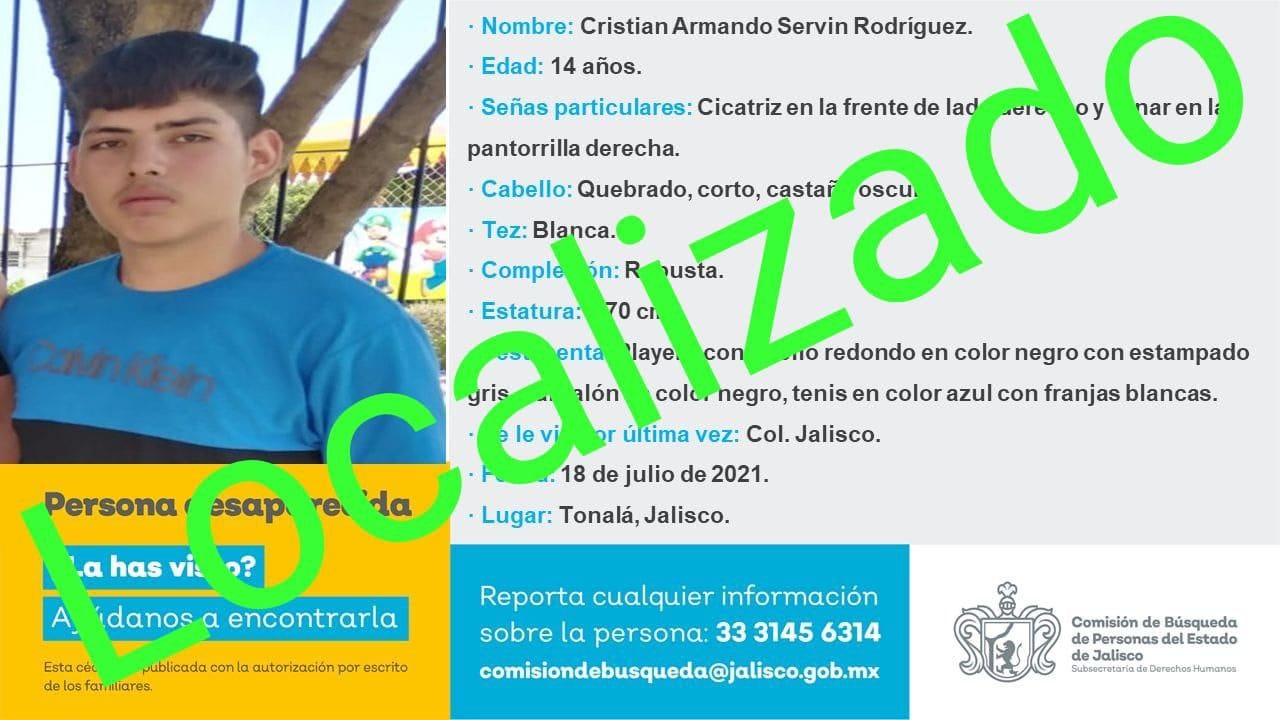 · Nombre: Cristian Armando Servin Rodríguez.
· Edad: 14 años.
· Señas particulares: Cicatriz en la frente de lado derecho y lunar en la
pantorrilla derecha.
· Cabello: Quebrado, corto, castaño oscuro.
· Tez: Blanca.
· Complexión: Robusta.
· Estatura: 70 cm
· Vestimenta: Playera con cuello redondo en color negro con estampado
gris, pantalón en color negro, tenis en color azul con franjas blancas.
· Se le vio por última vez: Col. Jalisco.
· Fecha: 18 de julio de 2021.
· Lugar: Tonalá, Jalisco.
Localizado
Calvin Klein
Persona desaparecida
¿La has visto?
Ayúdanos a encontrarla
Esta cédula es publicada con la autorización por escrito
de los familiares.
Reporta cualquier información
sobre la persona: 33 3145 6314
comisiondebusqueda@jalisco.gob.mx
Comisión de Búsqueda
de Personas del Estado
de Jalisco
Subsecretaría de Derechos Humanos